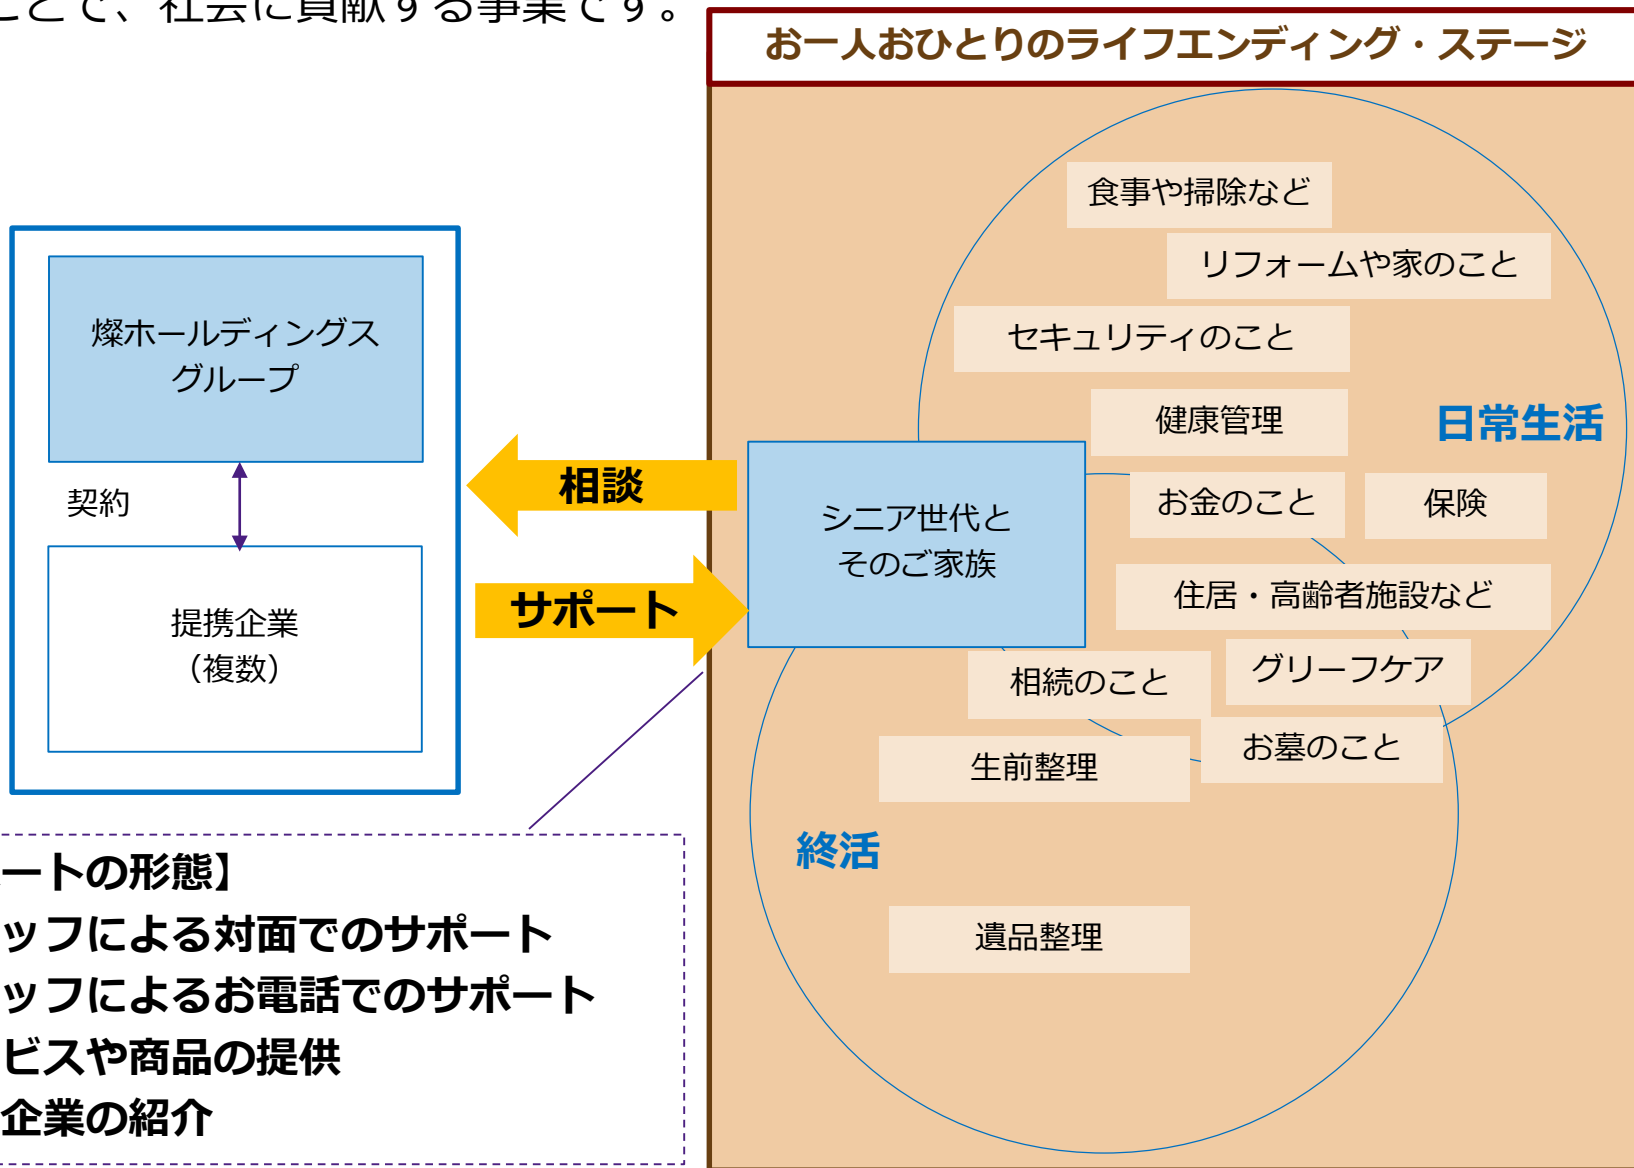 ことで、社会に貢献する事業です。
お一人おひとりのライフエンディング・ステージ
食事や掃除など
リフォームや家のこと
セキュリティのこと
健康管理
日常生活
お金のこと
保険
住居・高齢者施設など
グリーフケア
相続のこと
お墓のこと
生前整理
終活
遺品整理
燦ホールディングス
グループ
契約
提携企業
（複数）
相談
サポート
シニア世代と
そのご家族
ートの形態】
ッフによる対面でのサポート
ッフによるお電話でのサポート
ビスや商品の提供
企業の紹介